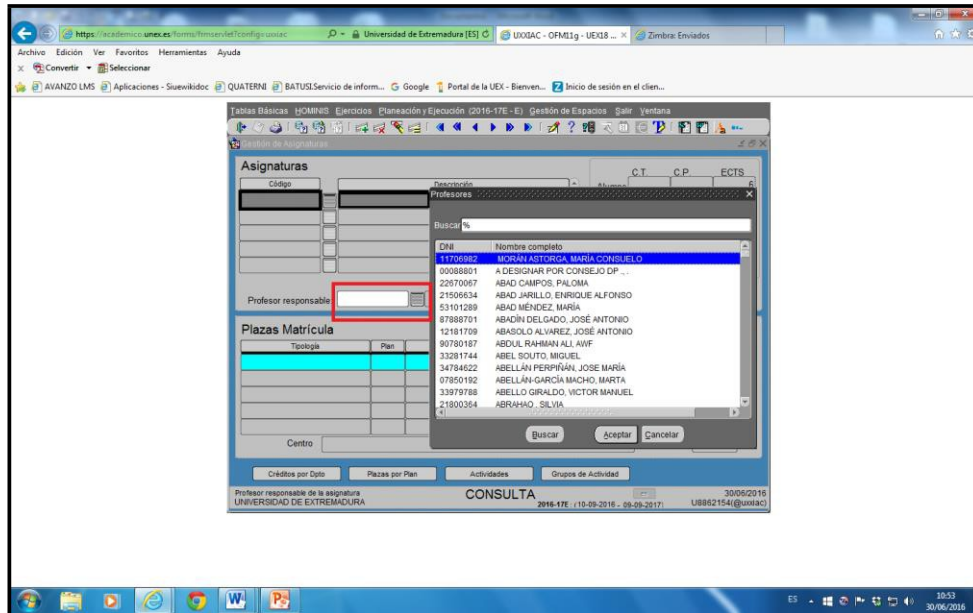 https://academico.unex.es/forms/frmservlet?config=uxxiac
Universidad de Extremadura [ES]
UXXIAC - OFM11g - UEX18 ...
Zimbra: Enviados
Archivo Edición Ver Favoritos Herramientas Ayuda
x Convertir Seleccionar
AVANZO LMS Aplicaciones - Siuewikidoc QUATERNI BATUSI.Servicio de inform... Google Portal de la UEX - Bienven... Inicio de sesión en el clien...
Tablas Básicas HOMINIS Ejercicios Planeación y Ejecución (2016-17E - E) Gestión de Espacios Salir Ventana
Gestión de Asignaturas
Asignaturas
C.T. C.P. ECTS
Código Descripción
6
Profesores
Buscar %
DNI Nombre completo
11706982 MORÁN ASTORGA, MARÍA CONSUELO
00088801 A DESIGNAR POR CONSEJO DP ., .
22670067 ABAD CAMPOS, PALOMA
21506634 ABAD JARILLO, ENRIQUE ALFONSO
53101289 ABAD MÉNDEZ, MARÍA
87888701 ABADÍN DELGADO, JOSÉ ANTONIO
12181709 ABASOLO ALVAREZ, JOSÉ ANTONIO
90780187 ABDUL RAHMAN ALI, AWF
33281744 ABEL SOUTO, MIGUEL
34784622 ABELLÁN PERPIÑÁN, JOSE MARÍA
07850192 ABELLÁN-GARCÍA MACHO, MARTA
33979788 ABELLO GIRALDO, VICTOR MANUEL
21800364 ABRAHAO , SILVIA
Buscar Aceptar Cancelar
Profesor responsable:
Plazas Matrícula
Tipología Plan
Centro
Créditos por Dpto Plazas por Plan Actividades Grupos de Actividad
Profesor responsable de la asignatura
UNIVERSIDAD DE EXTREMADURA
CONSULTA
2016-17E : (10-09-2016 - 09-09-2017)
30/06/2016
U8862154(@uxxiac)
ES
10:53
30/06/2016